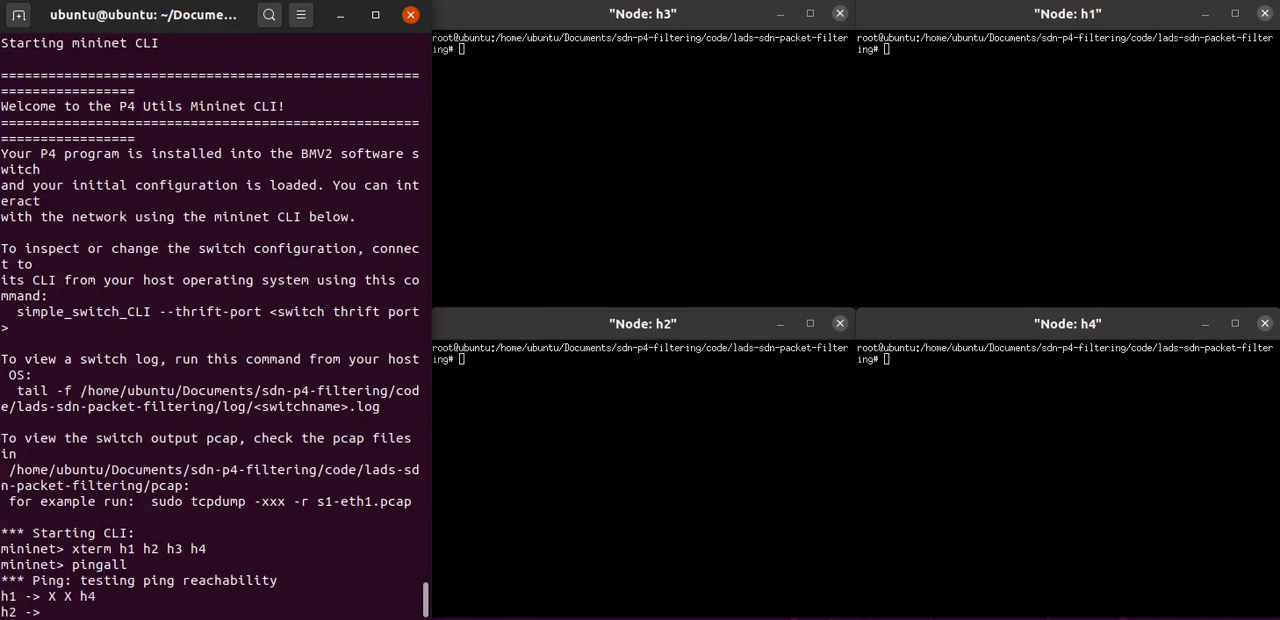 ubuntu@ubuntu: ~/Docume...
Starting mininet CLI
=====================================================
=================
Welcome to the P4 Utils Mininet CLI!
=====================================================
=================
Your P4 program is installed into the BMV2 software s
witch
and your initial configuration is loaded. You can int
eract
with the network using the mininet CLI below.
To inspect or change the switch configuration, connec
t to
its CLI from your host operating system using this co
mmand:
  simple_switch_CLI --thrift-port <switch thrift port
>
To view a switch log, run this command from your host
 OS:
  tail -f /home/ubuntu/Documents/sdn-p4-filtering/cod
e/lads-sdn-packet-filtering/log/<switchname>.log
To view the switch output pcap, check the pcap files
in
 /home/ubuntu/Documents/sdn-p4-filtering/code/lads-sd
n-packet-filtering/pcap:
 for example run:  sudo tcpdump -xxx -r s1-eth1.pcap
*** Starting CLI:
mininet> xterm h1 h2 h3 h4
mininet> pingall
*** Ping: testing ping reachability
h1 -> X X h4
h2 ->
"Node: h3"
root@ubuntu:/home/ubuntu/Documents/sdn-p4-filtering/code/lads-sdn-packet-filter
ing#
"Node: h1"
root@ubuntu:/home/ubuntu/Documents/sdn-p4-filtering/code/lads-sdn-packet-filter
ing#
"Node: h2"
root@ubuntu:/home/ubuntu/Documents/sdn-p4-filtering/code/lads-sdn-packet-filter
ing#
"Node: h4"
root@ubuntu:/home/ubuntu/Documents/sdn-p4-filtering/code/lads-sdn-packet-filter
ing#